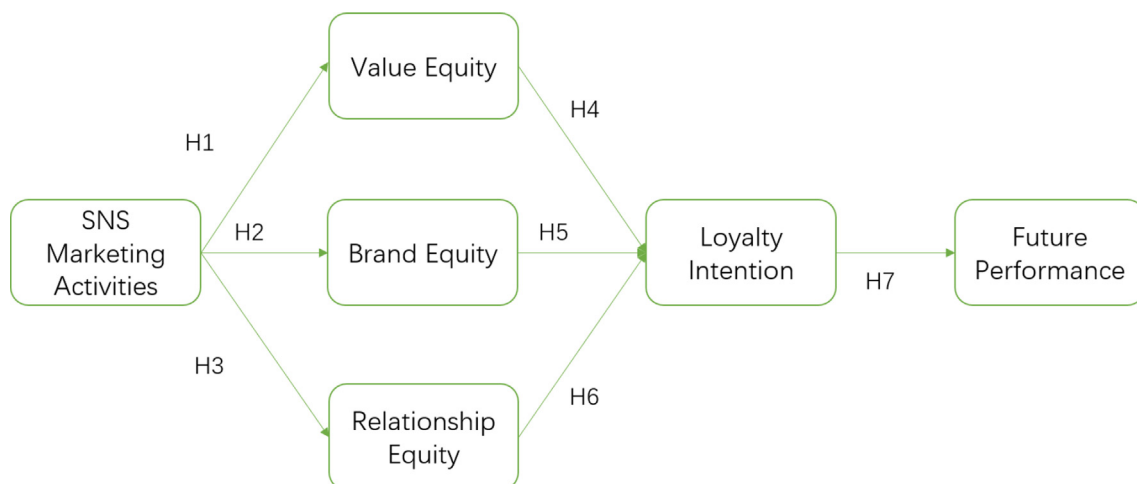 Value Equity
H4
H1
SNS
Marketing
Activities
H2
Brand Equity
H5
Loyalty
Intention
H7
Future
Performance
H3
H6
Relationship
Equity